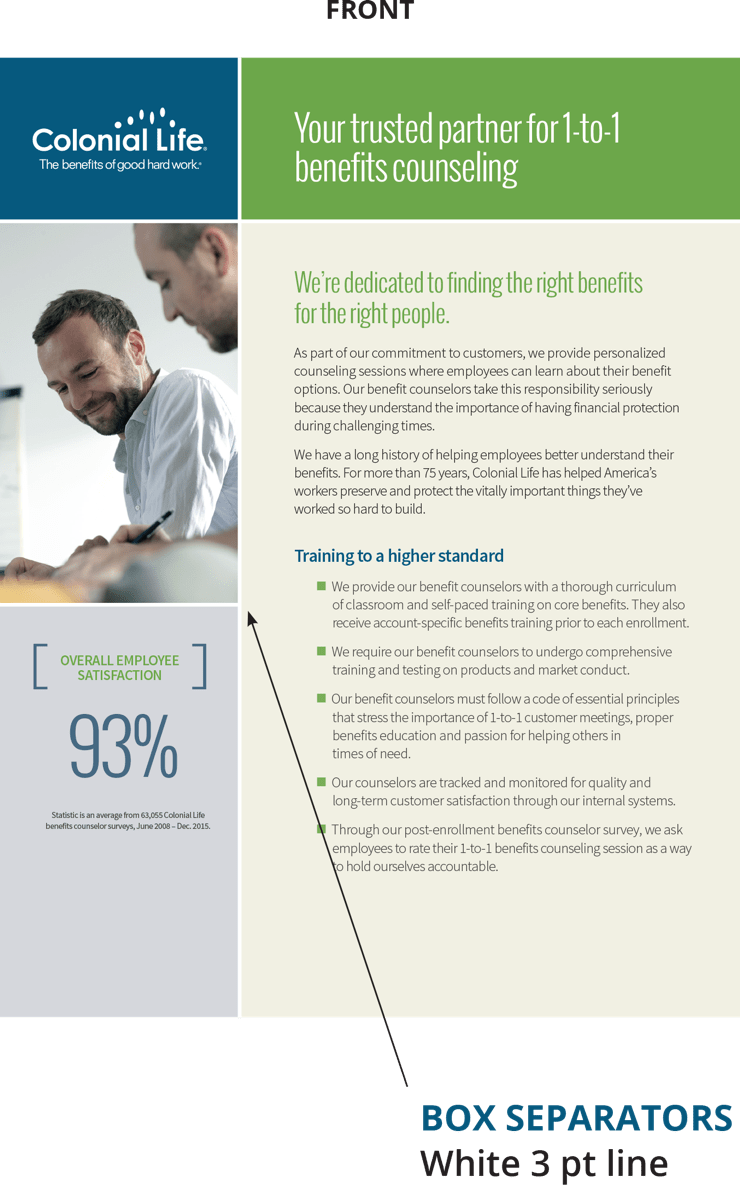 FRONT
Colonial Life®
The benefits of good hard work.®
Your trusted partner for 1-to-1
benefits counseling
We’re dedicated to finding the right benefits
for the right people.
As part of our commitment to customers, we provide personalized
counseling sessions where employees can learn about their benefit
options. Our benefit counselors take this responsibility seriously
because they understand the importance of having financial protection
during challenging times.
We have a long history of helping employees better understand their
benefits. For more than 75 years, Colonial Life has helped America’s
workers preserve and protect the vitally important things they’ve
worked so hard to build.
Training to a higher standard
■ We provide our benefit counselors with a thorough curriculum
of classroom and self-paced training on core benefits. They also
receive account-specific benefits training prior to each enrollment.
■ We require our benefit counselors to undergo comprehensive
training and testing on products and market conduct.
■ Our benefit counselors must follow a code of essential principles
that stress the importance of 1-to-1 customer meetings, proper
benefits education and passion for helping others in
times of need.
■ Our counselors are tracked and monitored for quality and
long-term customer satisfaction through our internal systems.
■ Through our post-enrollment benefits counselor survey, we ask
employees to rate their 1-to-1 benefits counseling session as a way
to hold ourselves accountable.
OVERALL EMPLOYEE
SATISFACTION
93%
Statistic is an average from 63,055 Colonial Life
benefits counselor surveys, June 2008 – Dec. 2015.
BOX SEPARATORS
White 3 pt line